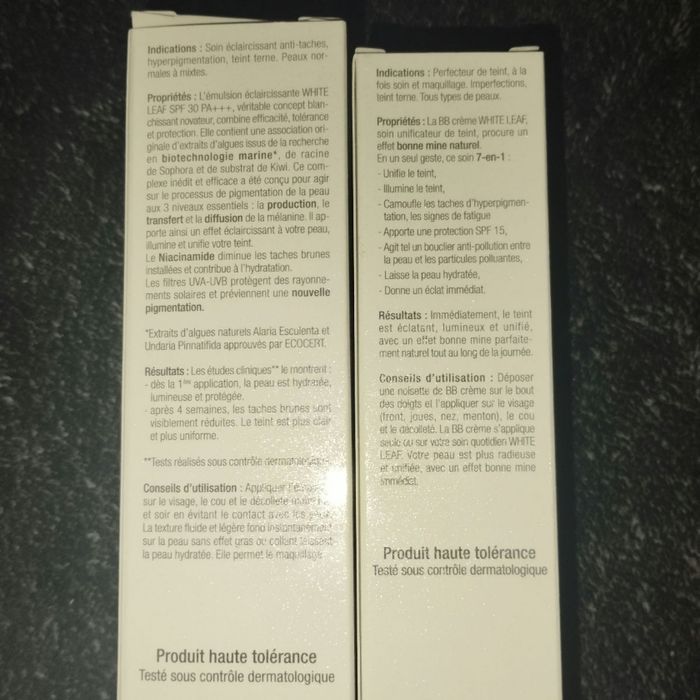 Indications : Soin éclaircissant anti-taches,
hyperpigmentation, teint terne. Peaux nor-
males à mixtes.
Propriétés : L'émulsion éclaircissante WHITE
LEAF SPF 30 PA+++, véritable concept blan-
chissant novateur, combine efficacité, tolérance
et protection. Elle contient une association ori-
ginale d'extraits d'algues issus de la recherche
en biotechnologie marine*, de racine
de Sophora et de substrat de Kiwi. Ce com-
plexe inédit et efficace a été conçu pour agir
sur le processus de pigmentation de la peau
aux 3 niveaux essentiels : la production, le
transfert et la diffusion de la mélanine. Il ap-
porte ainsi un effet éclaircissant à votre peau,
illumine et unifie votre teint.
Le Niacinamide diminue les taches brunes
installées et contribue à l'hydratation.
Les filtres UVA-UVB protègent des rayonne-
ments solaires et préviennent une nouvelle
pigmentation.
*Extraits d'algues naturels Alaria Esculenta et
Undaria Pinnatifida approuvés par ECOCERT.
Résultats : Les études cliniques** le montrent :
- dès la 1ère application, la peau est hydratée,
lumineuse et protégée.
- après 4 semaines, les taches brunes sont
visiblement réduites. Le teint est plus clair
et plus uniforme.
**Tests réalisés sous contrôle dermatologique.
Conseils d'utilisation : Appliquer
sur le visage, le cou et le décolleté
et soir en évitant le contact avec les yeux.
La texture fluide et légère fond instantanément
sur la peau sans effet gras ou collant laissant
la peau hydratée. Elle permet le maquillage.
Produit haute tolérance
Testé sous contrôle dermatologique
Indications : Perfecteur de teint, à la
fois soin et maquillage. Imperfections,
teint terne. Tous types de peaux.
Propriétés : La BB crème WHITE LEAF,
soin unificateur de teint, procure un
effet bonne mine naturel.
En un seul geste, ce soin 7-en-1 :
- Unifie le teint,
- Illumine le teint,
- Camoufle les taches d'hyperpigmen-
tation, les signes de fatigue
- Apporte une protection SPF 15,
- Agit tel un bouclier anti-pollution entre
la peau et les particules polluantes,
- Laisse la peau hydratée,
- Donne un éclat immédiat.
Résultats : Immédiatement, le teint
est éclatant, lumineux et unifié,
avec un effet bonne mine parfaite-
ment naturel tout au long de la journée.
Conseils d'utilisation : Déposer
une noisette de BB crème sur le bout
des doigts et l'appliquer sur le visage
(front, joues, nez, menton), le cou
et le décolleté. La BB crème s'applique
seule ou sur votre soin quotidien WHITE
LEAF. Votre peau est plus radieuse
et unifiée, avec un effet bonne mine
immédiat.
Produit haute tolérance
Testé sous contrôle dermatologique